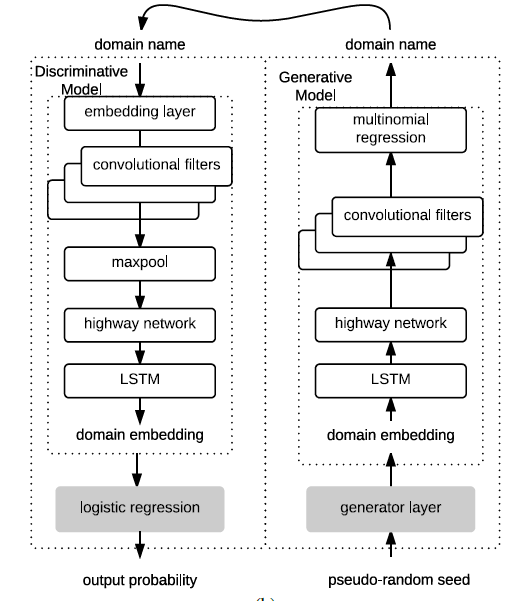 domain name
Discriminative
Model
embedding layer
convolutional filters
maxpool
highway network
LSTM
domain embedding
logistic regression
output probability
domain name
Generative
Model
multinomial
regression
convolutional filters
highway network
LSTM
domain embedding
generator layer
pseudo-random seed